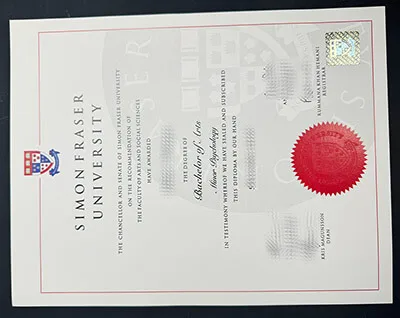 SIMON FRASER
UNIVERSITY
THE CHANCELLOR AND SENATE OF SIMON FRASER UNIVERSITY
ON THE RECOMMENDATION OF
THE FACULTY OF ARTS AND SOCIAL SCIENCES
HAVE AWARDED
THE DEGREE OF
Bachelor of Arts
Minor Psychology
IN TESTIMONY WHEREOF WE HAVE SEALED AND SUBSCRIBED
THIS DIPLOMA BY OUR HAND
KRIS MAGNUSSON
DEAN
RUMMANA KHAN HEMANI
REGISTRAR